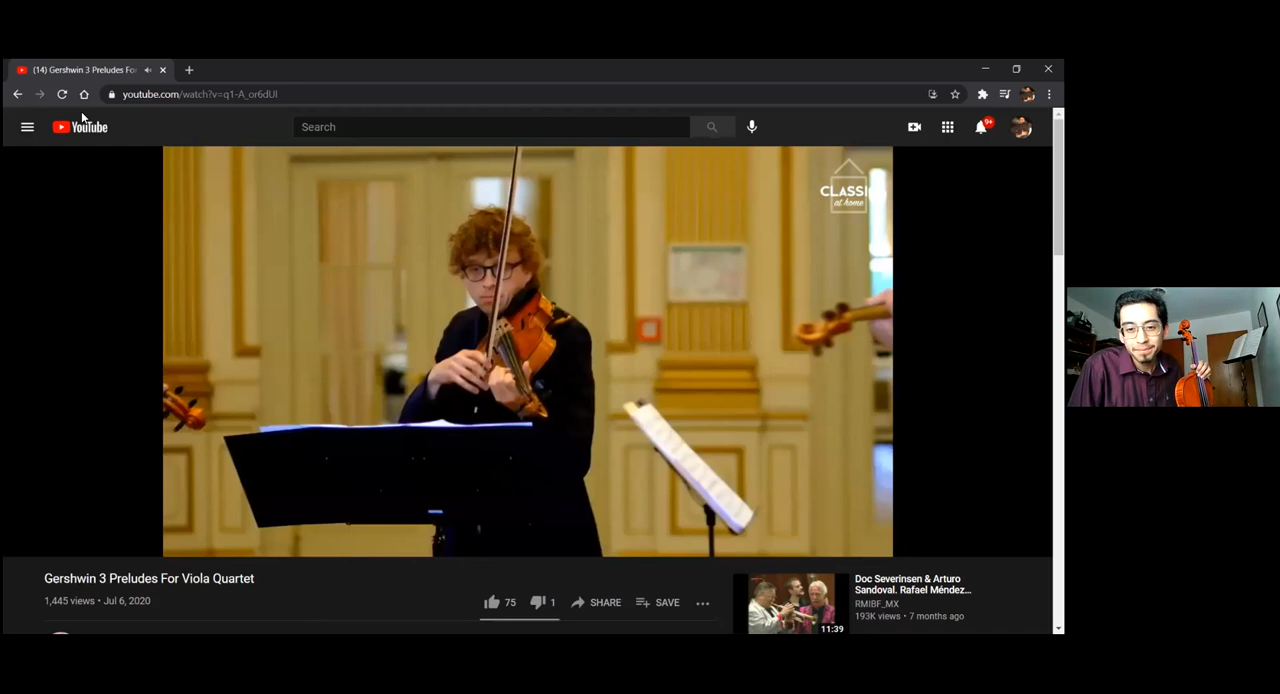 (14) Gershwin 3 Preludes For
youtube.com/watch?v=q1-A_or6dUI
YouTube
Search
9+
CLASSI
at home
Gershwin 3 Preludes For Viola Quartet
1,445 views • Jul 6, 2020
75
1
SHARE
SAVE
Doc Severinsen & Arturo
Sandoval. Rafael Méndez...
RMIBF_MX
193K views • 7 months ago
11:39